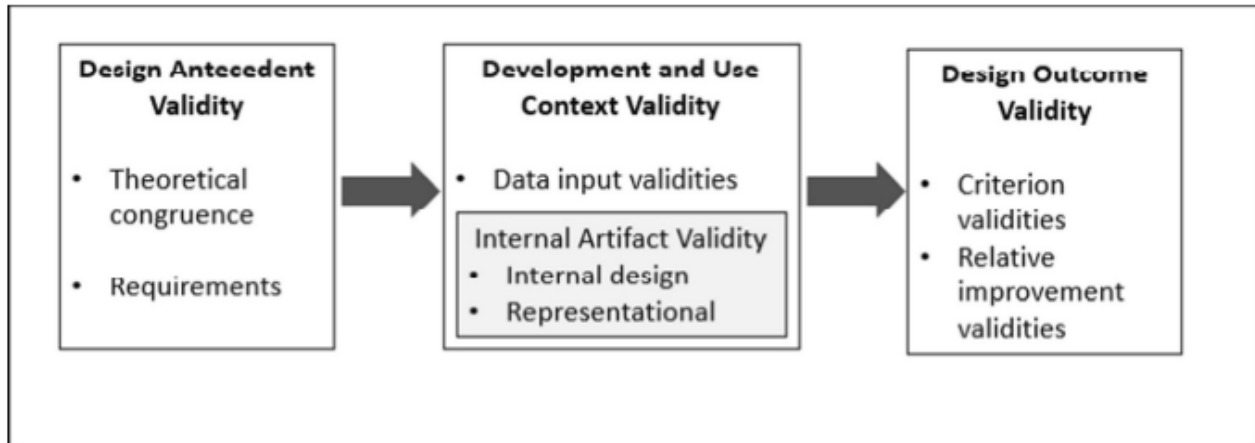 Design Antecedent
Validity
• Theoretical
congruence
• Requirements
Development and Use
Context Validity
• Data input validities
Internal Artifact Validity
• Internal design
• Representational
Design Outcome
Validity
• Criterion
validities
• Relative
improvement
validities